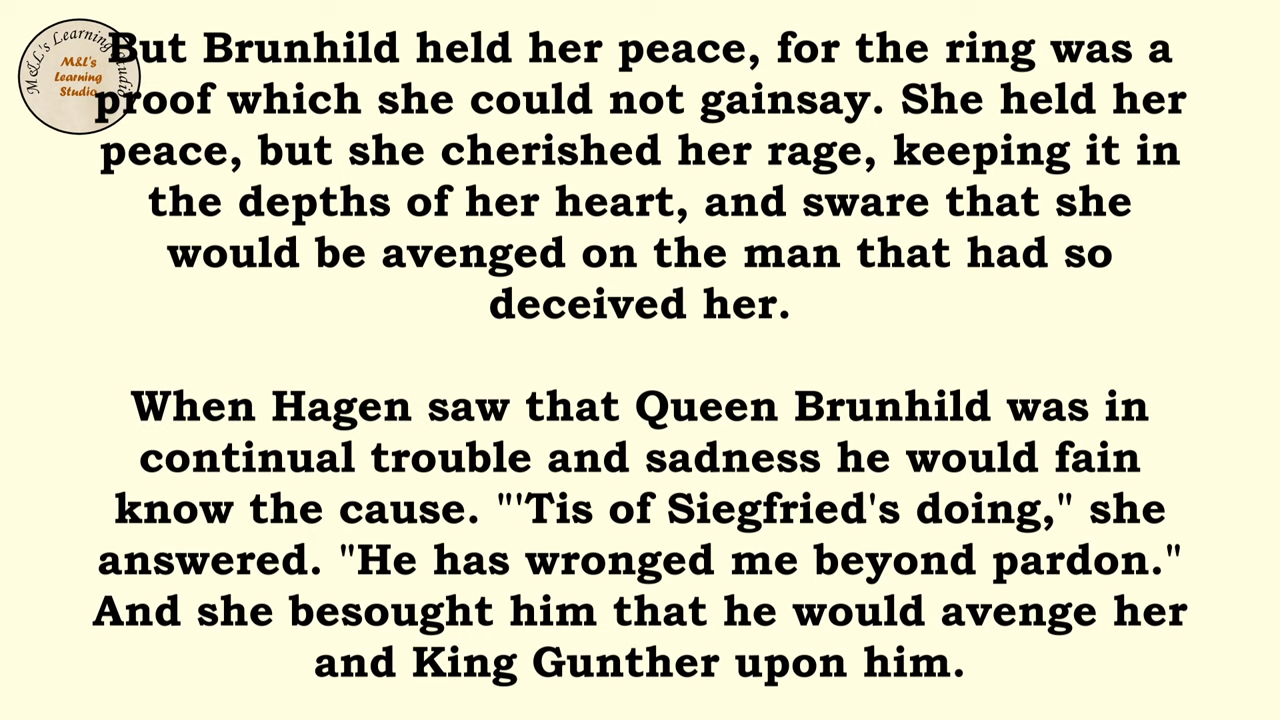 M&L's Learning Studio
M&L's
Learning
Studio
But Brunhild held her peace, for the ring was a
proof which she could not gainsay. She held her
peace, but she cherished her rage, keeping it in
the depths of her heart, and sware that she
would be avenged on the man that had so
deceived her.
When Hagen saw that Queen Brunhild was in
continual trouble and sadness he would fain
know the cause. "'Tis of Siegfried's doing," she
answered. "He has wronged me beyond pardon."
And she besought him that he would avenge her
and King Gunther upon him.